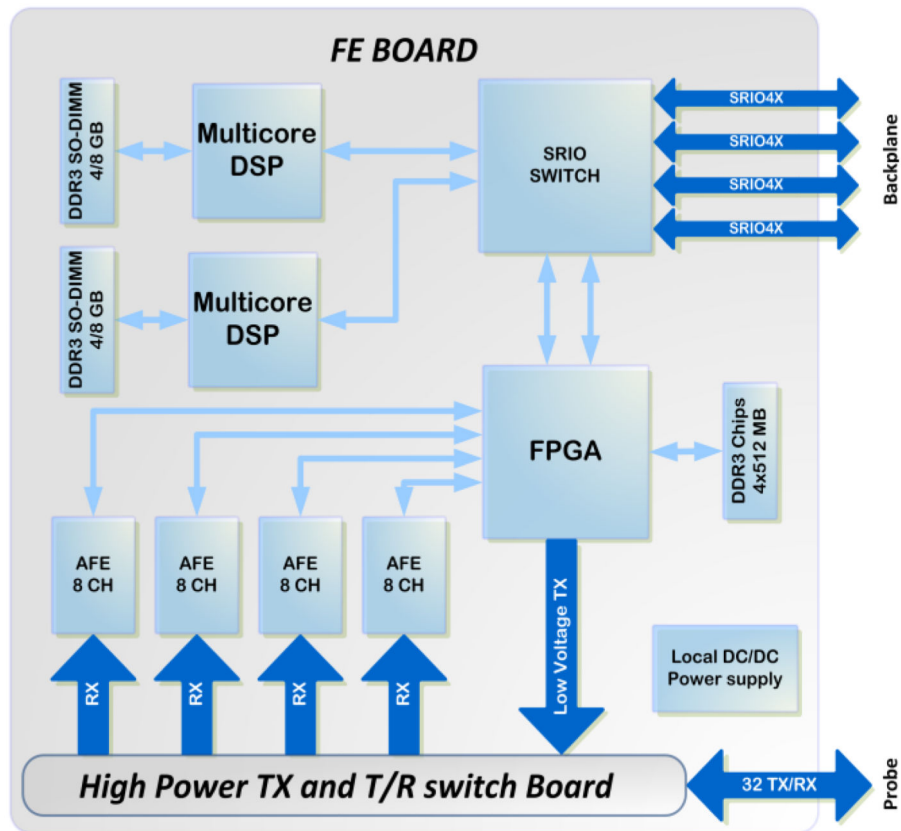 FE BOARD
DDR3 SO-DIMM
4/8 GB
Multicore
DSP
SRIO
SWITCH
SRIO4X
SRIO4X
SRIO4X
SRIO4X
Backplane
DDR3 SO-DIMM
4/8 GB
Multicore
DSP
FPGA
DDR3 Chips
4x512 MB
AFE
8 CH
AFE
8 CH
AFE
8 CH
AFE
8 CH
RX
RX
RX
RX
Low Voltage TX
Local DC/DC
Power supply
High Power TX and T/R switch Board
32 TX/RX
Probe